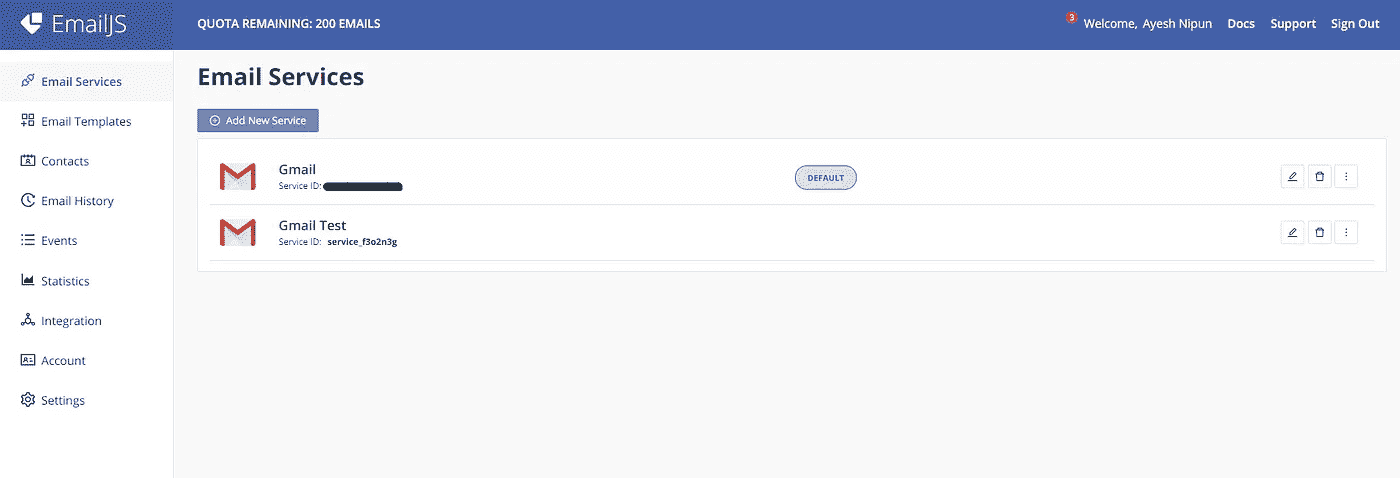 EmailJS
QUOTA REMAINING: 200 EMAILS
3
Welcome, Ayesh Nipun
Docs
Support
Sign Out
Email Services
Email Templates
Contacts
Email History
Events
Statistics
Integration
Account
Settings
Email Services
Add New Service
Gmail
Service ID:
DEFAULT
Gmail Test
Service ID: service_f3o2n3g